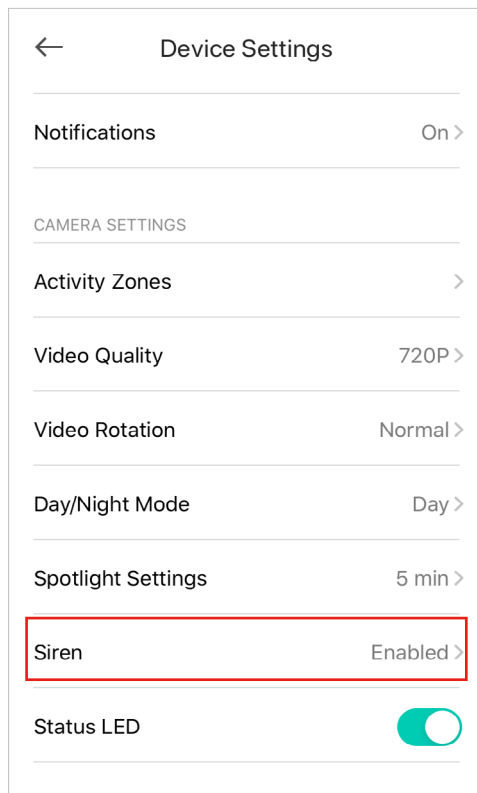 Device Settings
Notifications On
CAMERA SETTINGS
Activity Zones
Video Quality 720P
Video Rotation Normal
Day/Night Mode Day
Spotlight Settings 5 min
Siren Enabled
Status LED